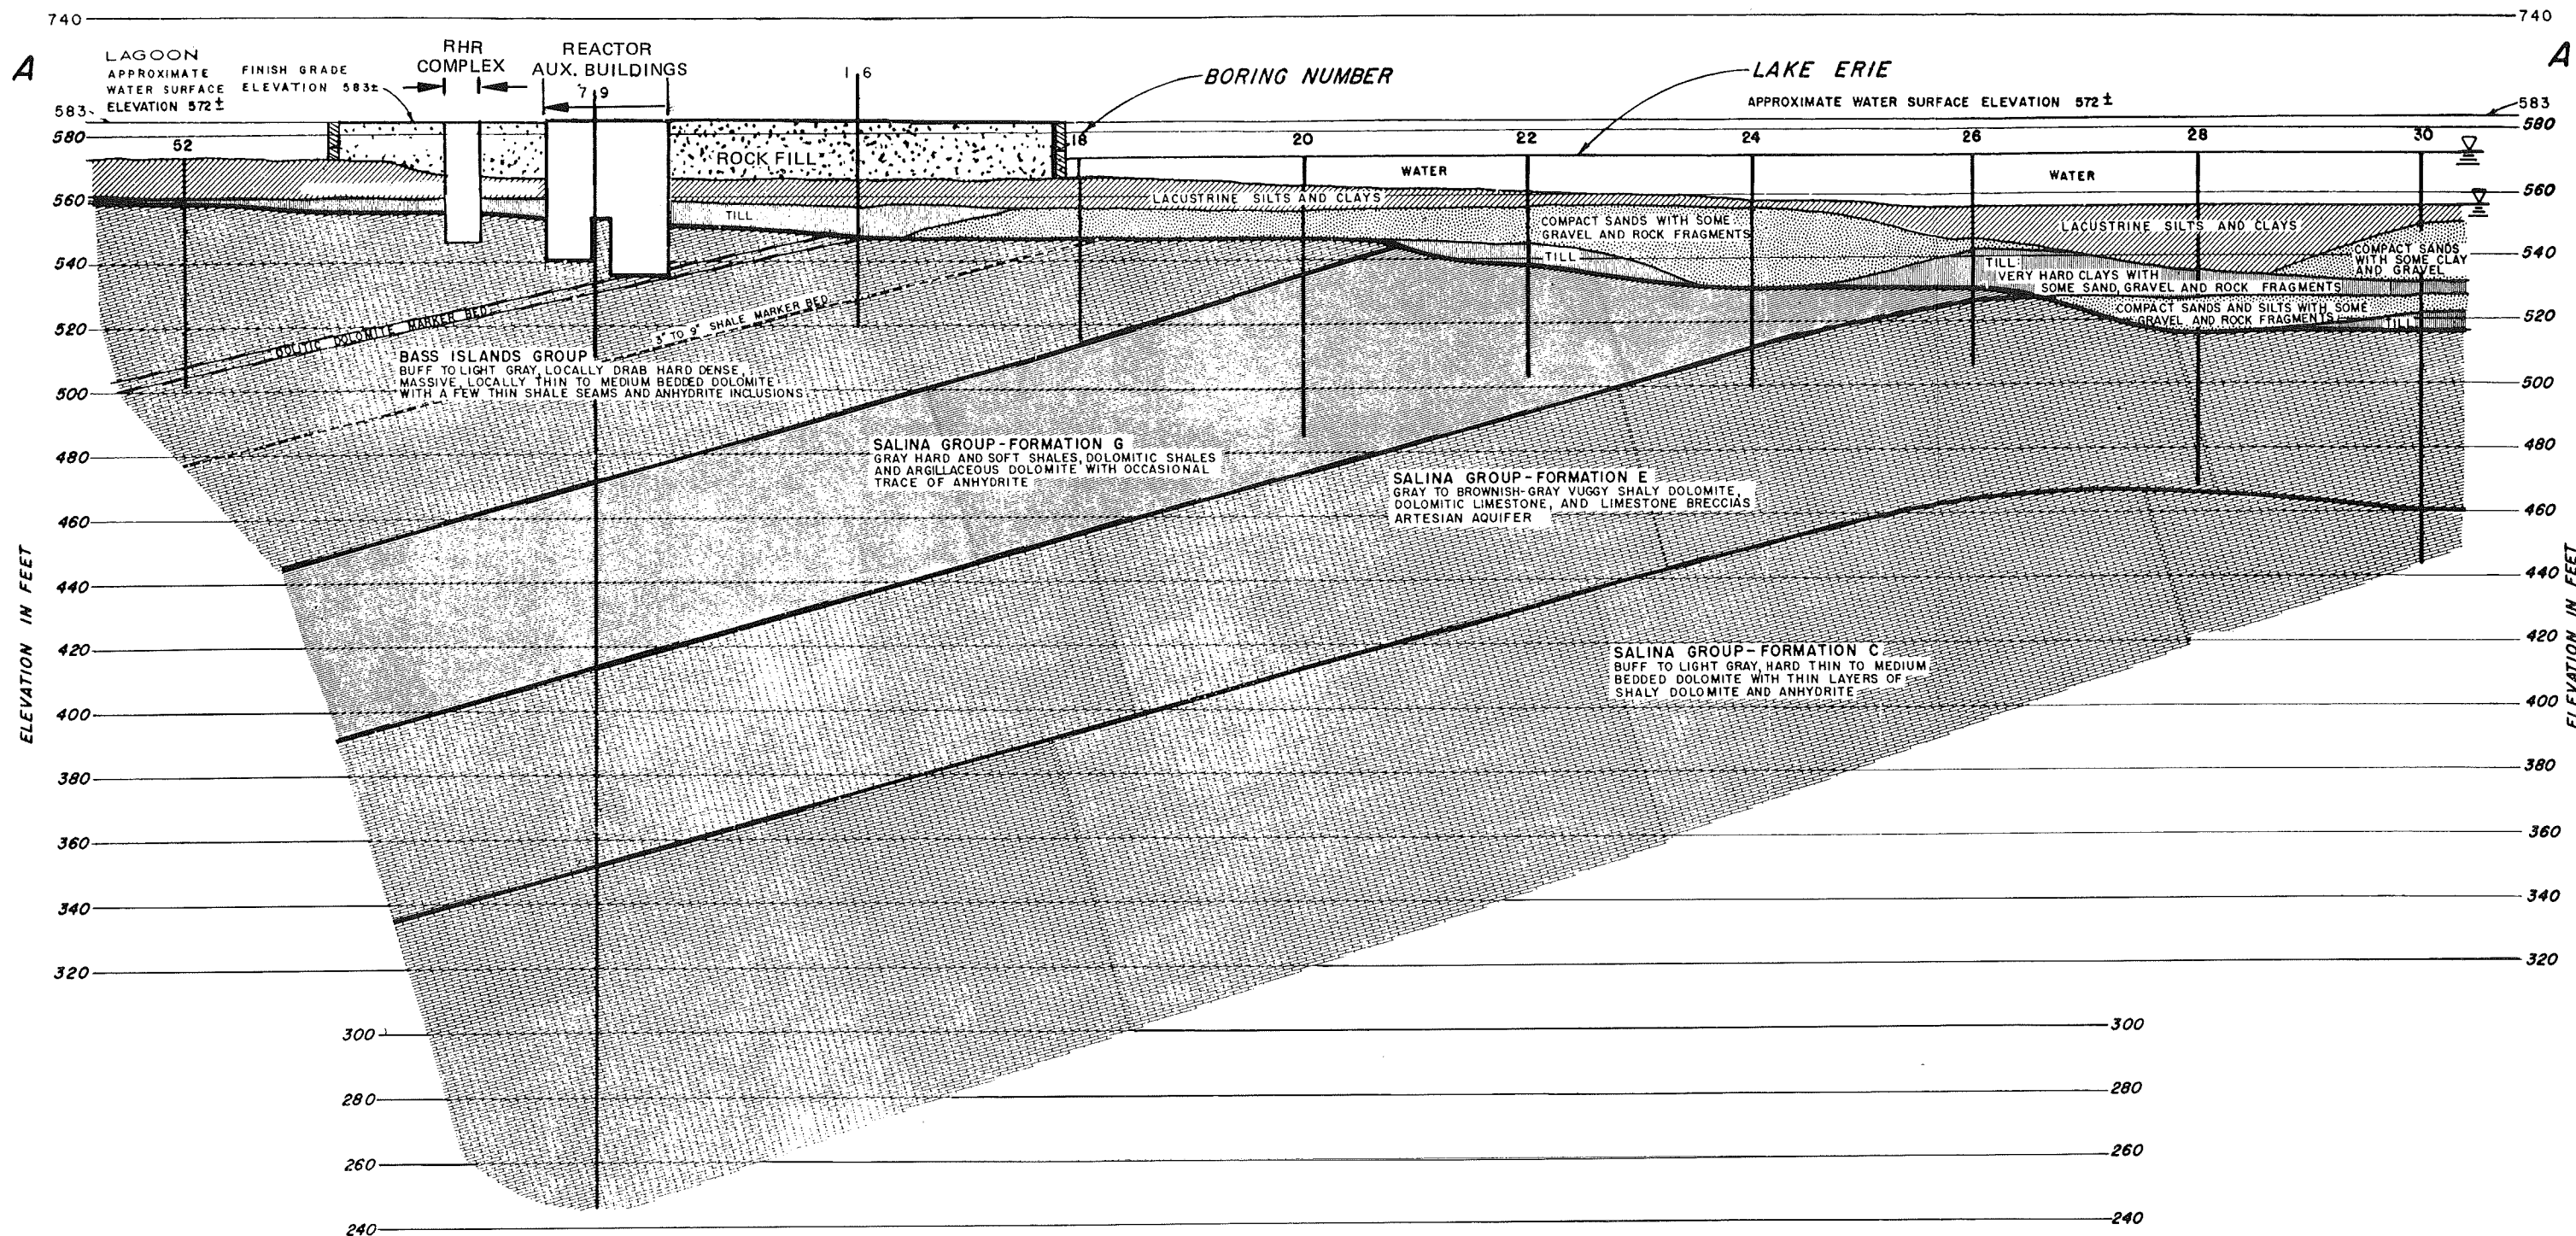 740
740
A
A
LAGOON
APPROXIMATE
WATER SURFACE
ELEVATION 572±
FINISH GRADE
ELEVATION 583±
RHR
COMPLEX
REACTOR
AUX. BUILDINGS
79
16
BORING NUMBER
LAKE ERIE
APPROXIMATE WATER SURFACE ELEVATION 572±
583
583
580
580
52
18
20
22
24
26
28
30
ROCK FILL
WATER
WATER
560
560
TILL
LACUSTRINE SILTS AND CLAYS
COMPACT SANDS WITH SOME
GRAVEL AND ROCK FRAGMENTS
LACUSTRINE SILTS AND CLAYS
COMPACT SANDS
WITH SOME CLAY
AND GRAVEL
540
540
TILL
TILL:
VERY HARD CLAYS WITH
SOME SAND, GRAVEL AND ROCK FRAGMENTS
COMPACT SANDS AND SILTS WITH SOME
GRAVEL AND ROCK FRAGMENTS
TILL
520
520
OOLITIC DOLOMITE MARKER BED
3" TO 9" SHALE MARKER BED
BASS ISLANDS GROUP
BUFF TO LIGHT GRAY, LOCALLY DRAB HARD DENSE,
MASSIVE, LOCALLY THIN TO MEDIUM BEDDED DOLOMITE
WITH A FEW THIN SHALE SEAMS AND ANHYDRITE INCLUSIONS
500
500
SALINA GROUP-FORMATION G
GRAY HARD AND SOFT SHALES, DOLOMITIC SHALES
AND ARGILLACEOUS DOLOMITE WITH OCCASIONAL
TRACE OF ANHYDRITE
480
480
SALINA GROUP-FORMATION E
GRAY TO BROWNISH-GRAY VUGGY SHALY DOLOMITE,
DOLOMITIC LIMESTONE, AND LIMESTONE BRECCIAS
ARTESIAN AQUIFER
460
460
ELEVATION IN FEET
ELEVATION IN FEET
440
440
420
420
SALINA GROUP-FORMATION C
BUFF TO LIGHT GRAY, HARD THIN TO MEDIUM
BEDDED DOLOMITE WITH THIN LAYERS OF
SHALY DOLOMITE AND ANHYDRITE
400
400
380
380
360
360
340
340
320
320
300
300
280
280
260
260
240
240